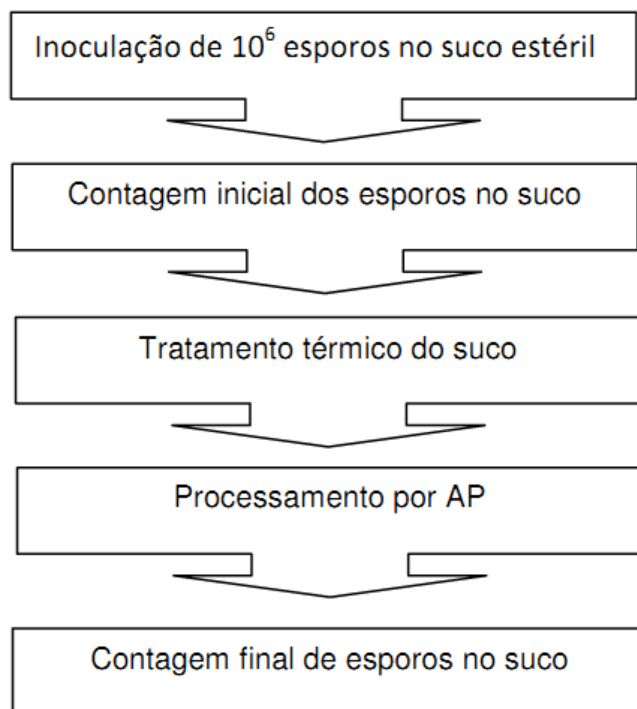 Inoculação de 10⁶ esporos no suco estéril
Contagem inicial dos esporos no suco
Tratamento térmico do suco
Processamento por AP
Contagem final de esporos no suco